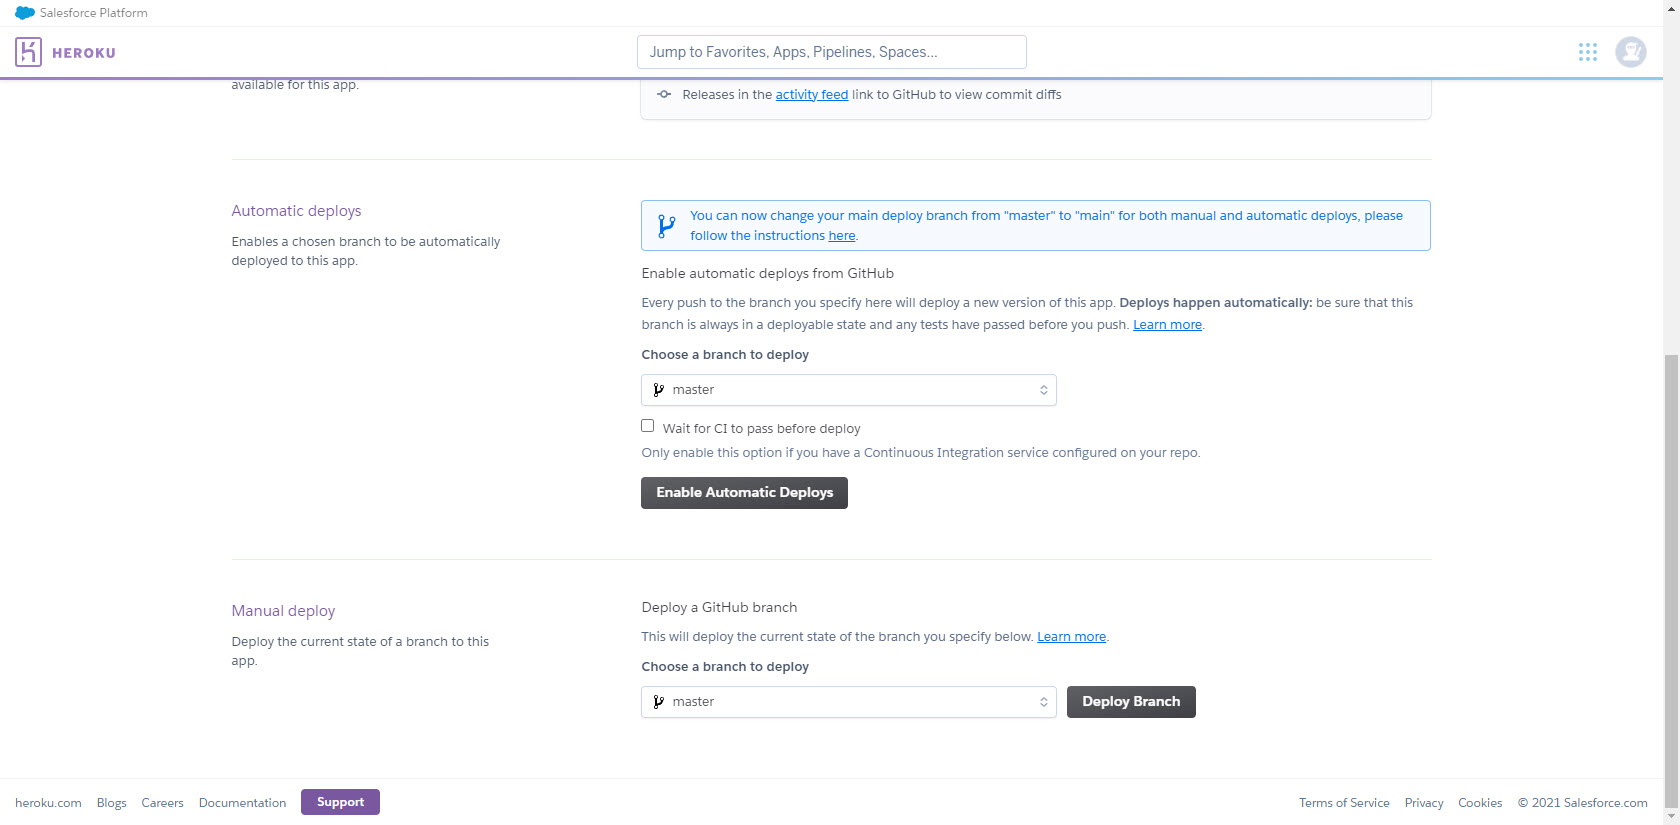 Salesforce Platform
HEROKU
Jump to Favorites, Apps, Pipelines, Spaces...
available for this app.
Releases in the activity feed link to GitHub to view commit diffs
Automatic deploys
Enables a chosen branch to be automatically
deployed to this app.
You can now change your main deploy branch from "master" to "main" for both manual and automatic deploys, please
follow the instructions here.
Enable automatic deploys from GitHub
Every push to the branch you specify here will deploy a new version of this app. Deploys happen automatically: be sure that this
branch is always in a deployable state and any tests have passed before you push. Learn more.
Choose a branch to deploy
master
Wait for CI to pass before deploy
Only enable this option if you have a Continuous Integration service configured on your repo.
Enable Automatic Deploys
Manual deploy
Deploy the current state of a branch to this
app.
Deploy a GitHub branch
This will deploy the current state of the branch you specify below. Learn more.
Choose a branch to deploy
master
Deploy Branch
heroku.com Blogs Careers Documentation Support
Terms of Service Privacy Cookies © 2021 Salesforce.com